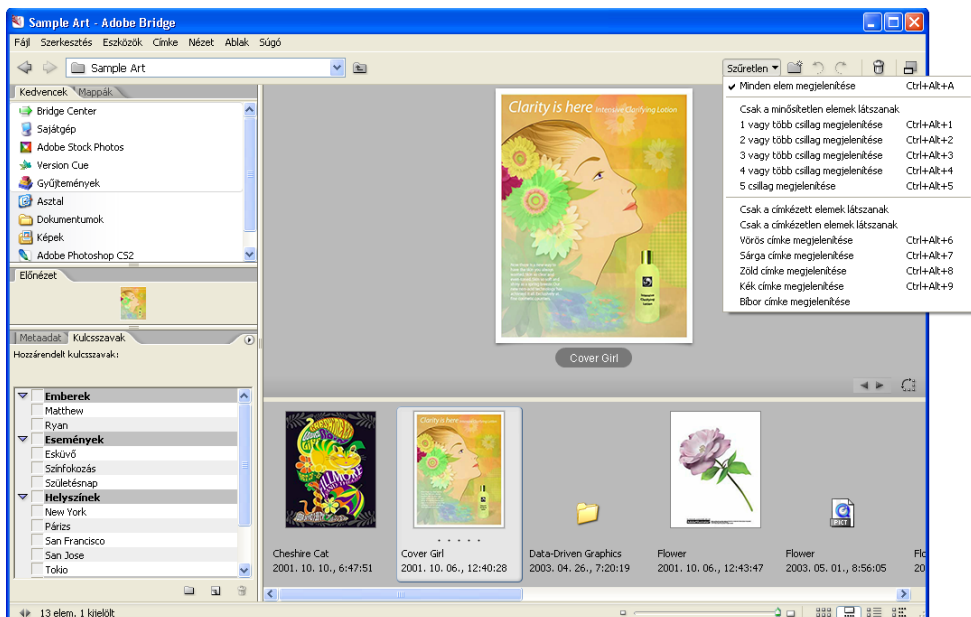 Sample Art - Adobe Bridge
Fájl Szerkesztés Eszközök Címke Nézet Ablak Súgó
Sample Art
Szűretlen
Kedvencek Mappák
Bridge Center
Sajátgép
Adobe Stock Photos
Version Cue
Gyűjtemények
Asztal
Dokumentumok
Képek
Adobe Photoshop CS2
Előnézet
Metaadat Kulcsszavak
Hozzárendelt kulcsszavak:
Emberek
Matthew
Ryan
Események
Esküvő
Színfokozás
Születésnap
Helyszínek
New York
Párizs
San Francisco
San Jose
Tokio
Clarity is here Intensive Clarifying Lotion
Cover Girl
Minden elem megjelenítése Ctrl+Alt+A
Csak a minősítetlen elemek látszanak
1 vagy több csillag megjelenítése Ctrl+Alt+1
2 vagy több csillag megjelenítése Ctrl+Alt+2
3 vagy több csillag megjelenítése Ctrl+Alt+3
4 vagy több csillag megjelenítése Ctrl+Alt+4
5 csillag megjelenítése Ctrl+Alt+5
Csak a címkézett elemek látszanak
Csak a címkézetlen elemek látszanak
Vörös címke megjelenítése Ctrl+Alt+6
Sárga címke megjelenítése Ctrl+Alt+7
Zöld címke megjelenítése Ctrl+Alt+8
Kék címke megjelenítése Ctrl+Alt+9
Bíbor címke megjelenítése
Clarity is here
FILLMORE
PICT
Cheshire Cat
2001. 10. 10., 6:47:51
Cover Girl
2001. 10. 06., 12:40:28
Data-Driven Graphics
2003. 04. 26., 7:20:19
Flower
2001. 10. 06., 12:43:47
Flower
2003. 05. 01., 8:56:05
Flo
20
13 elem, 1 kijelölt